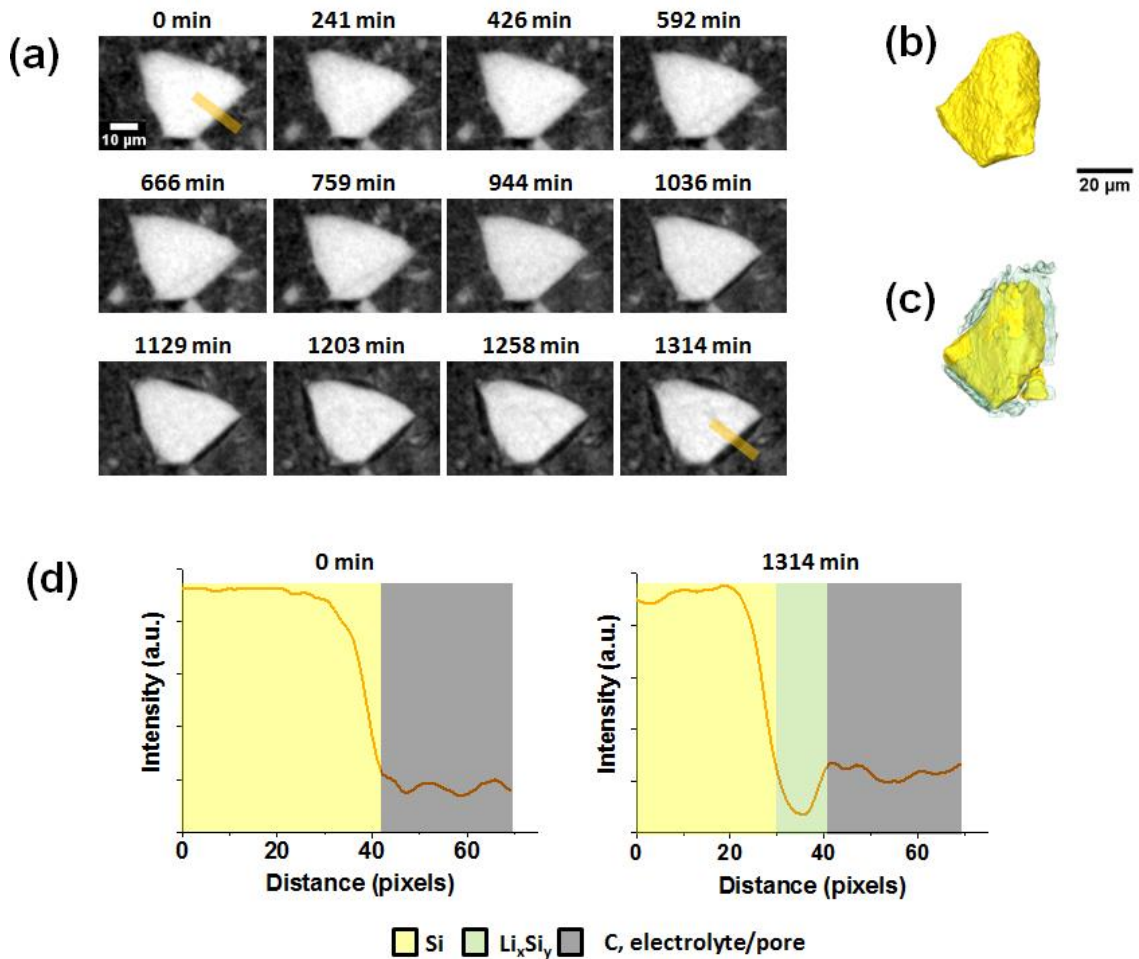 (a)
0 min 241 min 426 min 592 min
10 µm
666 min 759 min 944 min 1036 min
1129 min 1203 min 1258 min 1314 min
(b)
20 µm
(c)
(d)
0 min
Intensity (a.u.)
0 20 40 60
Distance (pixels)
1314 min
Intensity (a.u.)
0 20 40 60
Distance (pixels)
Si LixSiy C, electrolyte/pore